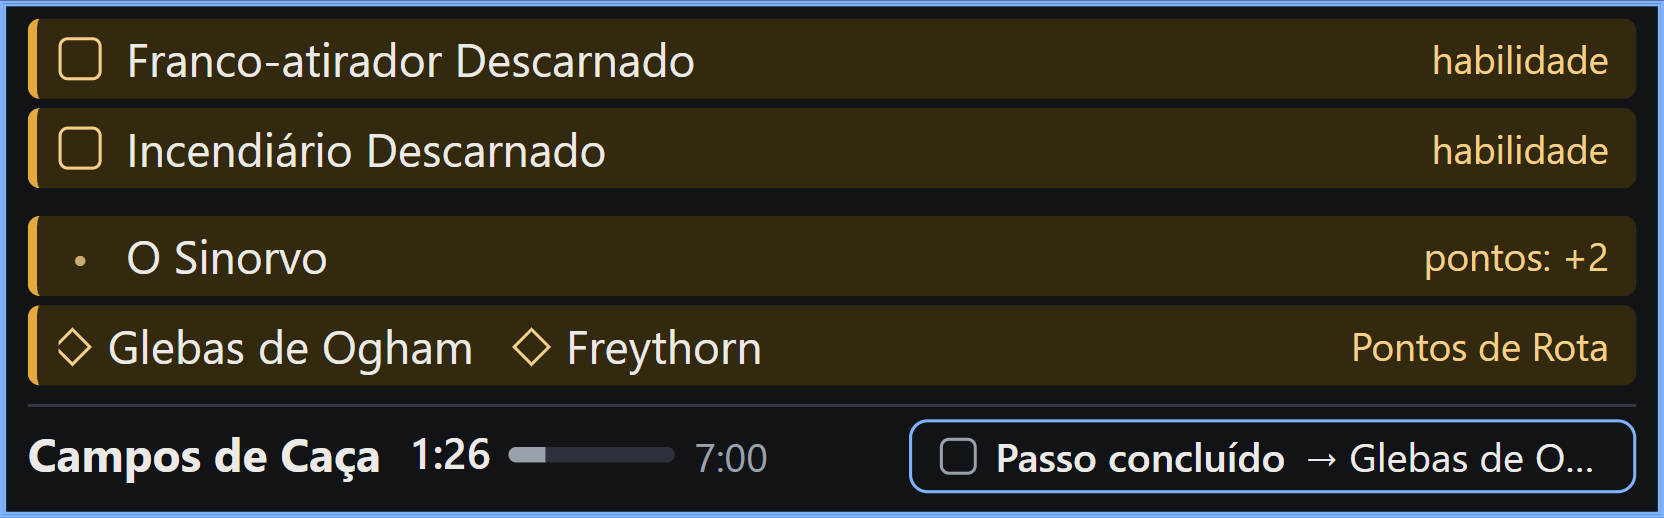 Franco-atirador Descarnado habilidade
Incendiário Descarnado habilidade
O Sinorvo pontos: +2
Glebas de Ogham Freythorn Pontos de Rota
Campos de Caça 1:26 7:00 Passo concluído → Glebas de O...